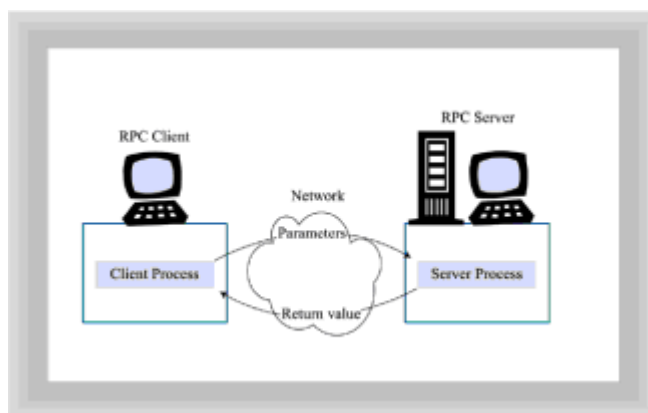 RPC Server
RPC Client
Network
Parameters
Client Process
Server Process
Return value